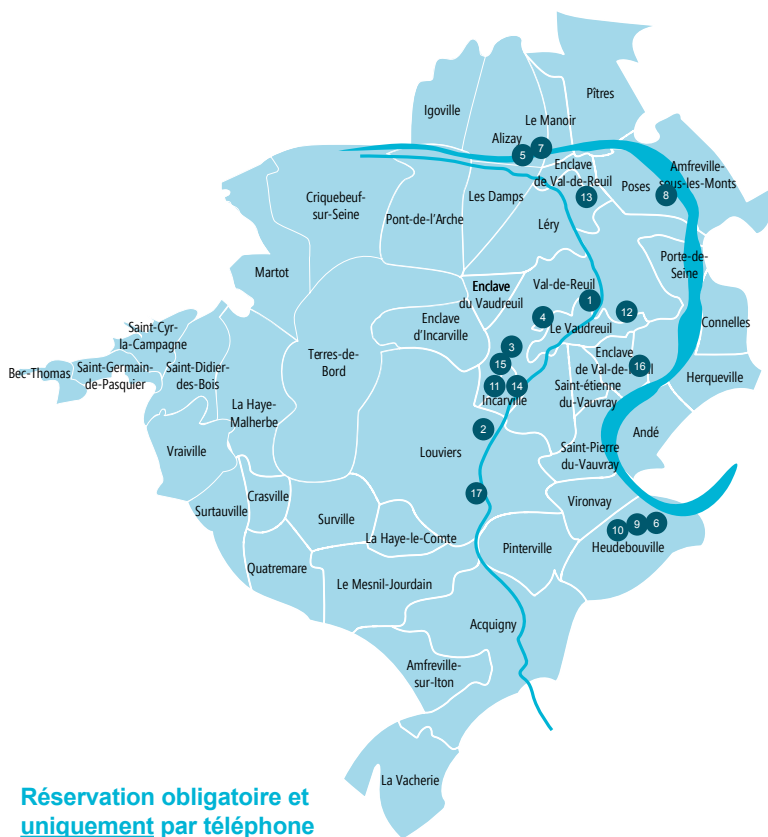 Pîtres
Igoville
Le Manoir
Alizay
7
5
Enclave
de Val-de-Reuil
Amfreville-
sous-les-Monts
Poses
8
13
Criquebeuf-
sur-Seine
Les Damps
Pont-de-l'Arche
Léry
Porte-de-
Seine
Martot
Enclave
du Vaudreuil
Val-de-Reuil
1
12
4
Le Vaudreuil
Connelles
Enclave
d'Incarville
Saint-Cyr-
la-Campagne
3
15
11
14
Incarville
Enclave
de Val-de-Reuil
16
Saint-étienne
du-Vauvray
Herqueville
Bec-Thomas
Saint-Germain-
de-Pasquier
Saint-Didier-
des-Bois
Terres-de-
Bord
La Haye-
Malherbe
2
Andé
Vraiville
Louviers
Saint-Pierre
du-Vauvray
17
Crasville
Surtauville
Surville
Vironvay
La Haye-le-Comte
10
9
6
Heudebouville
Pinterville
Quatremare
Le Mesnil-Jourdain
Acquigny
Amfreville-
sur-Iton
La Vacherie
Réservation obligatoire et
uniquement par téléphone